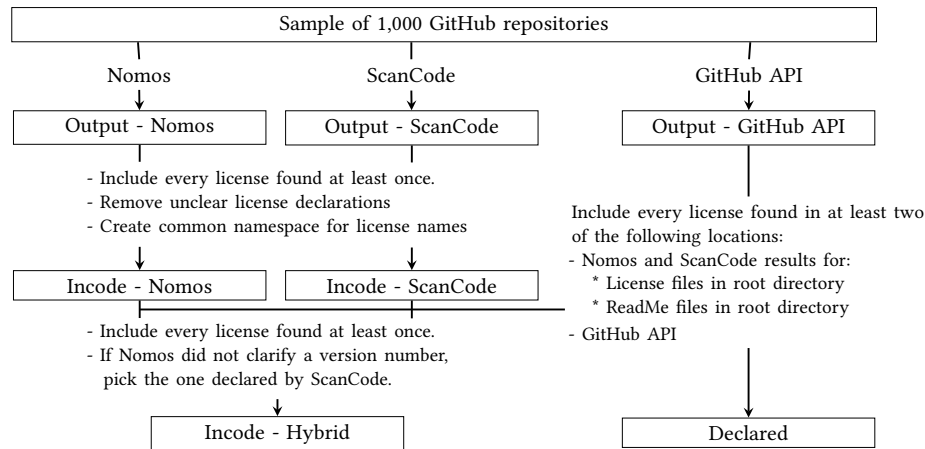 Sample of 1,000 GitHub repositories
Nomos
ScanCode
GitHub API
Output - Nomos
Output - ScanCode
Output - GitHub API
- Include every license found at least once.
- Remove unclear license declarations
- Create common namespace for license names
Include every license found in at least two
of the following locations:
- Nomos and ScanCode results for:
* License files in root directory
* ReadMe files in root directory
- GitHub API
Incode - Nomos
Incode - ScanCode
- Include every license found at least once.
- If Nomos did not clarify a version number,
pick the one declared by ScanCode.
Incode - Hybrid
Declared